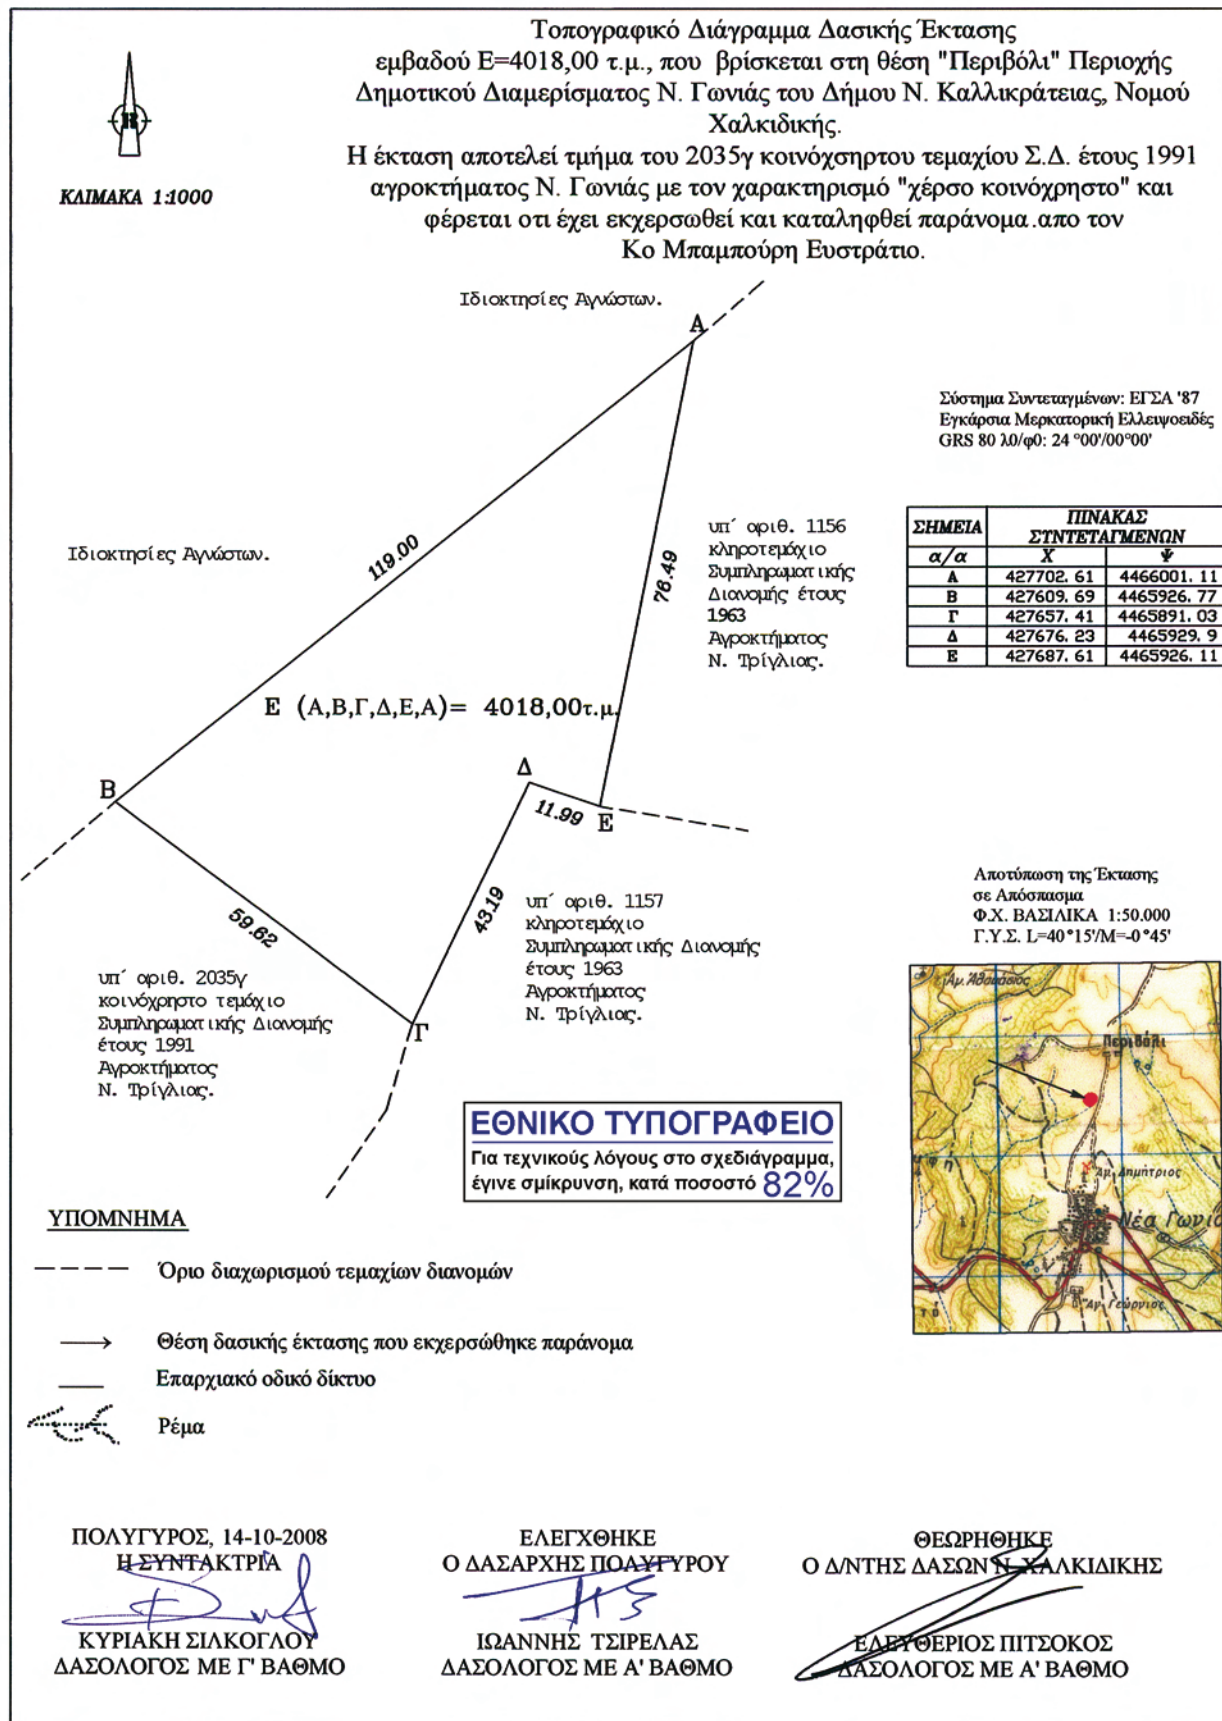 Τοπογραφικό Διάγραμμα Δασικής Έκτασης
εμβαδού Ε=4018,00 τ.μ., που βρίσκεται στη θέση "Περιβόλι" Περιοχής
Δημοτικού Διαμερίσματος Ν. Γωνιάς του Δήμου Ν. Καλλικράτειας, Νομού
Χαλκιδικής.
Η έκταση αποτελεί τμήμα του 2035γ κοινόχσηρτου τεμαχίου Σ.Δ. έτους 1991
αγροκτήματος Ν. Γωνιάς με τον χαρακτηρισμό "χέρσο κοινόχρηστο" και
φέρεται οτι έχει εκχερσωθεί και καταληφθεί παράνομα.απο τον
Κο Μπαμπούρη Ευστράτιο.
ΚΛΙΜΑΚΑ 1:1000
Ιδιοκτησίες Αγνώστων.
Α
Σύστημα Συντεταγμένων: ΕΓΣΑ '87
Εγκάρσια Μερκατορική Ελλειψοειδές
GRS 80 λ0/φ0: 24 °00'/00°00'
119.00
76.49
Ιδιοκτησίες Αγνώστων.
υπ΄ αριθ. 1156
κληροτεμάχιο
Συμπληρωματικής
Διανομής έτους
1963
Αγροκτήματος
Ν. Τρίγλιας.
ΣΗΜΕΙΑ ΠΙΝΑΚΑΣ
ΣΥΝΤΕΤΑΓΜΕΝΩΝ
α/α Χ Ψ
Α 427702. 61 4466001. 11
Β 427609. 69 4465926. 77
Γ 427657. 41 4465891. 03
Δ 427676. 23 4465929. 9
Ε 427687. 61 4465926. 11
Ε (Α,Β,Γ,Δ,Ε,Α)= 4018,00τ.μ.
Β
Δ
11.99
Ε
43.19
59.62
Γ
υπ΄ αριθ. 1157
κληροτεμάχιο
Συμπληρωματικής Διανομής
έτους 1963
Αγροκτήματος
Ν. Τρίγλιας.
υπ΄ αριθ. 2035γ
κοινόχρηστο τεμάχιο
Συμπληρωματικής Διανομής
έτους 1991
Αγροκτήματος
Ν. Τρίγλιας.
Αποτύπωση της Έκτασης
σε Απόσπασμα
Φ.Χ. ΒΑΣΙΛΙΚΑ 1:50.000
Γ.Υ.Σ. L=40°15'/M=-0°45'
Περιβόλι
Νέα Γωνιά
ΕΘΝΙΚΟ ΤΥΠΟΓΡΑΦΕΙΟ
Για τεχνικούς λόγους στο σχεδιάγραμμα,
έγινε σμίκρυνση, κατά ποσοστό 82%
ΥΠΟΜΝΗΜΑ
Όριο διαχωρισμού τεμαχίων διανομών
Θέση δασικής έκτασης που εκχερσώθηκε παράνομα
Επαρχιακό οδικό δίκτυο
Ρέμα
ΠΟΛΥΓΥΡΟΣ, 14-10-2008
Η ΣΥΝΤΑΚΤΡΙΑ
ΚΥΡΙΑΚΗ ΣΙΛΚΟΓΛΟΥ
ΔΑΣΟΛΟΓΟΣ ΜΕ Γ' ΒΑΘΜΟ
ΕΛΕΓΧΘΗΚΕ
Ο ΔΑΣΑΡΧΗΣ ΠΟΛΥΓΥΡΟΥ
ΙΩΑΝΝΗΣ ΤΣΙΡΕΛΑΣ
ΔΑΣΟΛΟΓΟΣ ΜΕ Α' ΒΑΘΜΟ
ΘΕΩΡΗΘΗΚΕ
Ο Δ/ΝΤΗΣ ΔΑΣΩΝ Ν. ΧΑΛΚΙΔΙΚΗΣ
ΕΛΕΥΘΕΡΙΟΣ ΠΙΤΣΟΚΟΣ
ΔΑΣΟΛΟΓΟΣ ΜΕ Α' ΒΑΘΜΟ